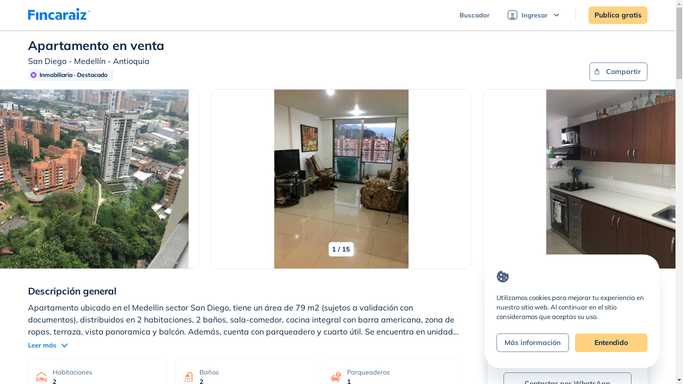 Fincaraiz
Buscador
Ingresar
Publica gratis
Apartamento en venta
San Diego - Medellín - Antioquia
Inmobiliaria · Destacado
Compartir
1 / 15
Descripción general
Apartamento ubicado en el Medellín sector San Diego, tiene un área de 79 m2 (sujetos a validación con
documentos), distribuidos en 2 habitaciones, 2 baños, sala-comedor, cocina integral con barra americana, zona de
ropas, terraza, vista panoramica y balcón. Además, cuenta con parqueadero y cuarto útil. Se encuentra en unidad...
Leer más
Habitaciones
2
Baños
2
Parqueaderos
1
Utilizamos cookies para mejorar tu experiencia en
nuestro sitio web. Al continuar en el sitio
consideramos que aceptas su uso.
Más información
Entendido
Contactar por WhatsApp